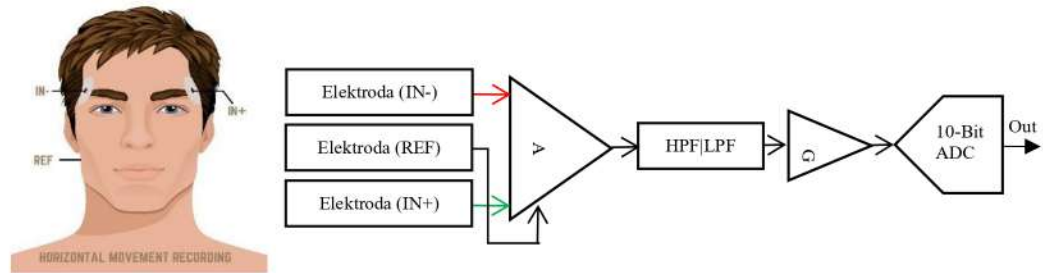 IN-
IN+
REF
HORIZONTAL MOVEMENT RECORDING
Elektroda (IN-)
Elektroda (REF)
Elektroda (IN+)
A
HPF|LPF
G
10-Bit
ADC
Out